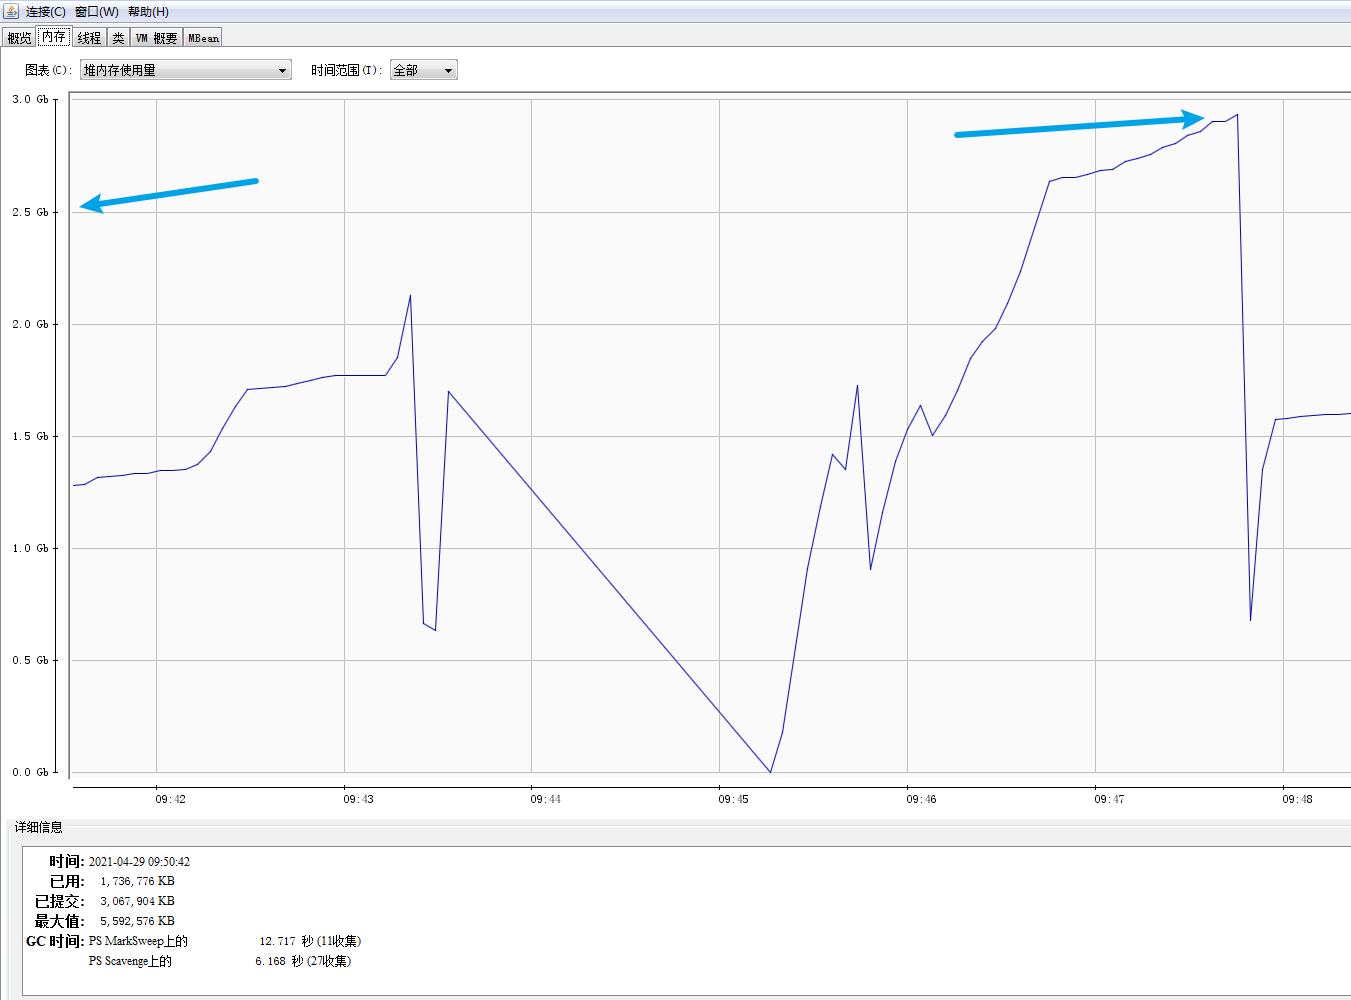 连接(C) 窗口(W) 帮助(H)
概览 内存 线程 类 VM 概要 MBean
图表(C): 堆内存使用量 时间范围(T): 全部
3.0 Gb
2.5 Gb
2.0 Gb
1.5 Gb
1.0 Gb
0.5 Gb
0.0 Gb
09:42 09:43 09:44 09:45 09:46 09:47 09:48
详细信息
时间: 2021-04-29 09:50:42
已用: 1,736,776 KB
已提交: 3,067,904 KB
最大值: 5,592,576 KB
GC 时间: PS MarkSweep上的 12.717 秒 (11收集)
PS Scavenge上的 6.168 秒 (27收集)